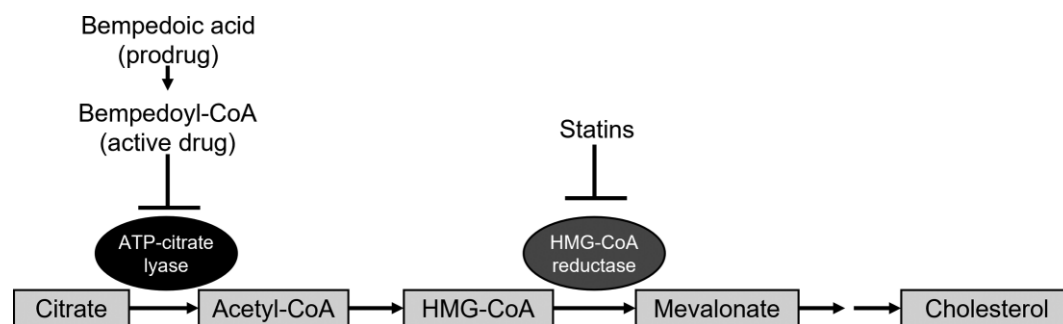 Bempedoic acid
(prodrug)
Bempedoyl-CoA
(active drug)
Statins
ATP-citrate
lyase
HMG-CoA
reductase
Citrate
Acetyl-CoA
HMG-CoA
Mevalonate
Cholesterol